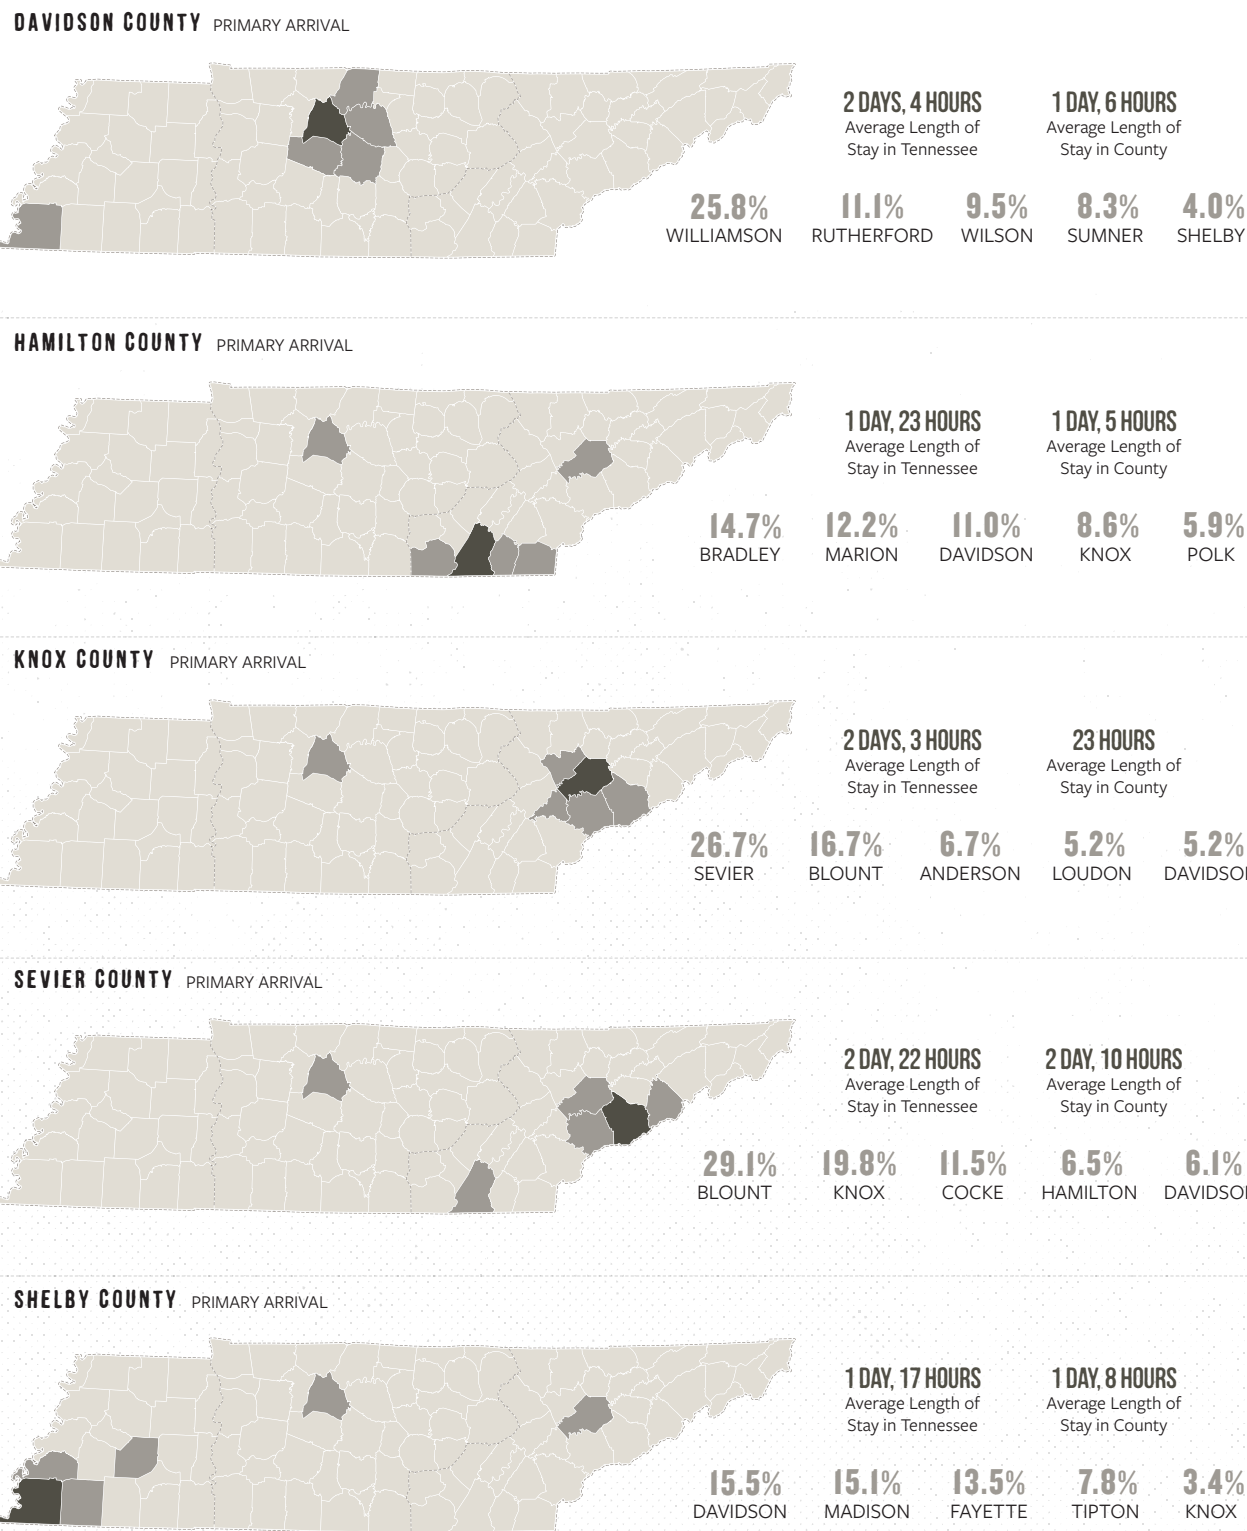 DAVIDSON COUNTY PRIMARY ARRIVAL
2 DAYS, 4 HOURS
Average Length of
Stay in Tennessee
1 DAY, 6 HOURS
Average Length of
Stay in County
25.8% 11.1% 9.5% 8.3% 4.0%
WILLIAMSON RUTHERFORD WILSON SUMNER SHELBY
HAMILTON COUNTY PRIMARY ARRIVAL
1 DAY, 23 HOURS
Average Length of
Stay in Tennessee
1 DAY, 5 HOURS
Average Length of
Stay in County
14.7% 12.2% 11.0% 8.6% 5.9%
BRADLEY MARION DAVIDSON KNOX POLK
KNOX COUNTY PRIMARY ARRIVAL
2 DAYS, 3 HOURS
Average Length of
Stay in Tennessee
23 HOURS
Average Length of
Stay in County
26.7% 16.7% 6.7% 5.2% 5.2%
SEVIER BLOUNT ANDERSON LOUDON DAVIDSO
SEVIER COUNTY PRIMARY ARRIVAL
2 DAY, 22 HOURS
Average Length of
Stay in Tennessee
2 DAY, 10 HOURS
Average Length of
Stay in County
29.1% 19.8% 11.5% 6.5% 6.1%
BLOUNT KNOX COCKE HAMILTON DAVIDSO
SHELBY COUNTY PRIMARY ARRIVAL
1 DAY, 17 HOURS
Average Length of
Stay in Tennessee
1 DAY, 8 HOURS
Average Length of
Stay in County
15.5% 15.1% 13.5% 7.8% 3.4%
DAVIDSON MADISON FAYETTE TIPTON KNOX